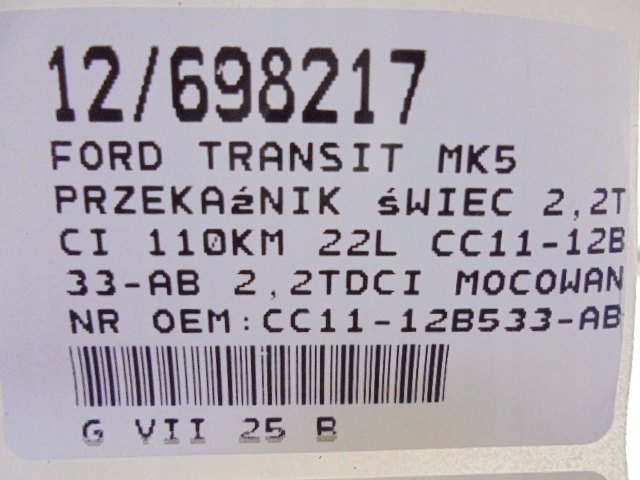 12/698217
FORD TRANSIT MK5
PRZEKAźNIK śWIEC 2,2T
CI 110KM 22L CC11-12B
33-AB 2,2TDCI MOCOWAN
NR OEM:CC11-12B533-AB
G VII 25 B